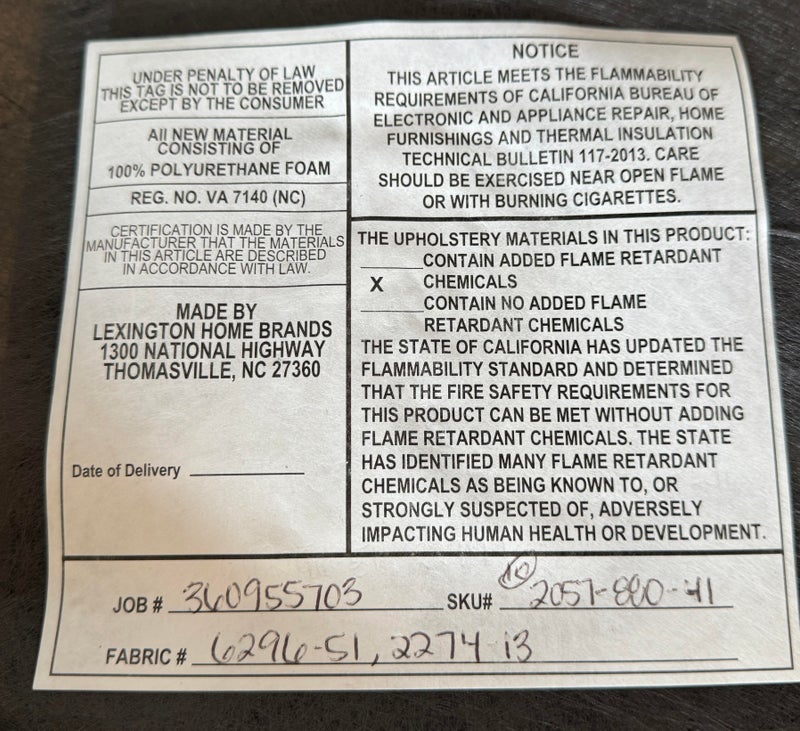 UNDER PENALTY OF LAW
THIS TAG IS NOT TO BE REMOVED
EXCEPT BY THE CONSUMER
All NEW MATERIAL
CONSISTING OF
100% POLYURETHANE FOAM
REG. NO. VA 7140 (NC)
CERTIFICATION IS MADE BY THE
MANUFACTURER THAT THE MATERIALS
IN THIS ARTICLE ARE DESCRIBED
IN ACCORDANCE WITH LAW.
MADE BY
LEXINGTON HOME BRANDS
1300 NATIONAL HIGHWAY
THOMASVILLE, NC 27360
Date of Delivery
NOTICE
THIS ARTICLE MEETS THE FLAMMABILITY
REQUIREMENTS OF CALIFORNIA BUREAU OF
ELECTRONIC AND APPLIANCE REPAIR, HOME
FURNISHINGS AND THERMAL INSULATION
TECHNICAL BULLETIN 117-2013. CARE
SHOULD BE EXERCISED NEAR OPEN FLAME
OR WITH BURNING CIGARETTES.
THE UPHOLSTERY MATERIALS IN THIS PRODUCT:
CONTAIN ADDED FLAME RETARDANT
X CHEMICALS
CONTAIN NO ADDED FLAME
RETARDANT CHEMICALS
THE STATE OF CALIFORNIA HAS UPDATED THE
FLAMMABILITY STANDARD AND DETERMINED
THAT THE FIRE SAFETY REQUIREMENTS FOR
THIS PRODUCT CAN BE MET WITHOUT ADDING
FLAME RETARDANT CHEMICALS. THE STATE
HAS IDENTIFIED MANY FLAME RETARDANT
CHEMICALS AS BEING KNOWN TO, OR
STRONGLY SUSPECTED OF, ADVERSELY
IMPACTING HUMAN HEALTH OR DEVELOPMENT.
JOB # 360955703 SKU# 2057-880-41
FABRIC # 6296-51, 2274-13